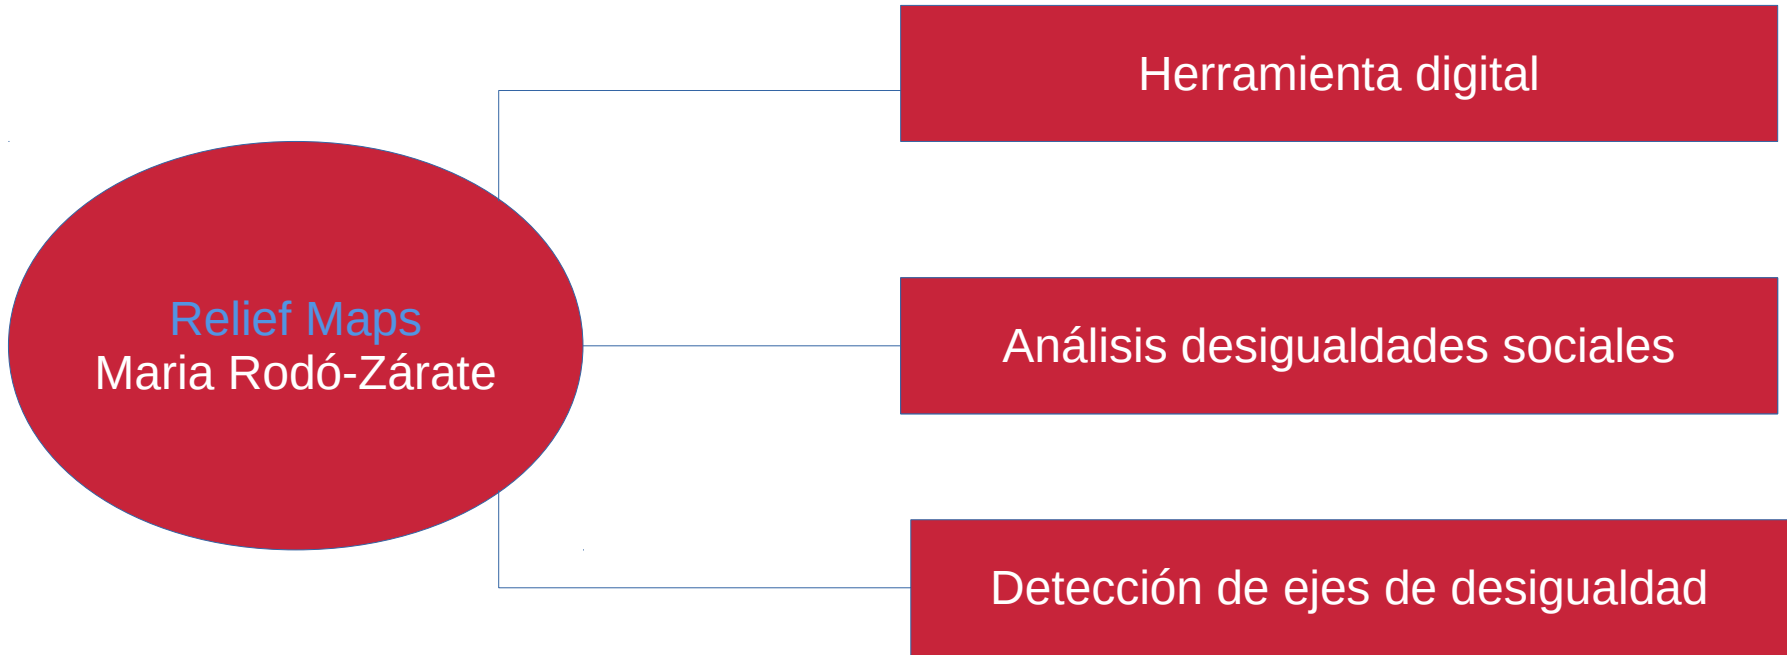 Relief Maps
Maria Rodó-Zárate
Herramienta digital
Análisis desigualdades sociales
Detección de ejes de desigualdad